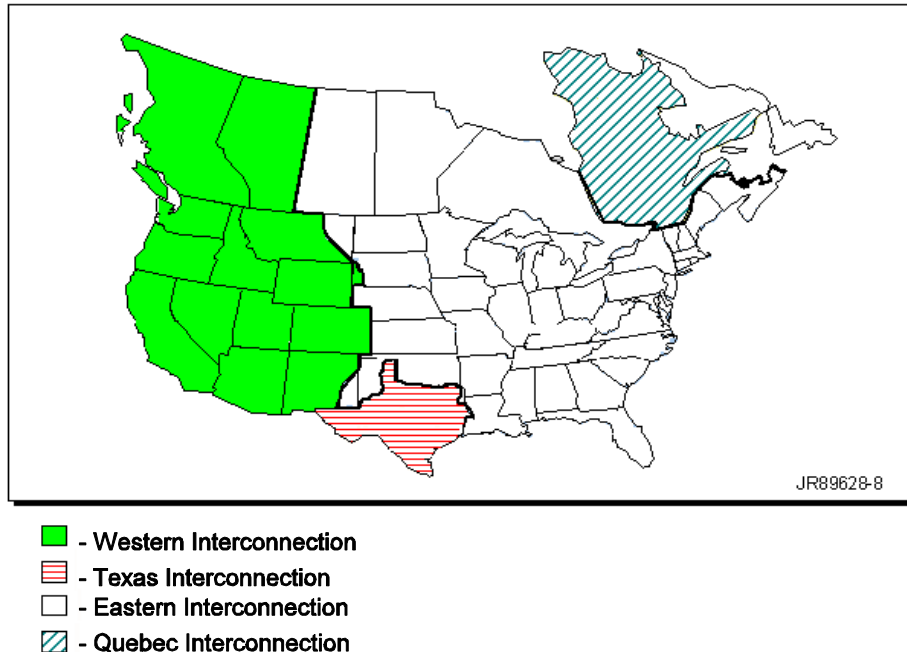 JR89628-8
- Western Interconnection
- Texas Interconnection
- Eastern Interconnection
- Quebec Interconnection